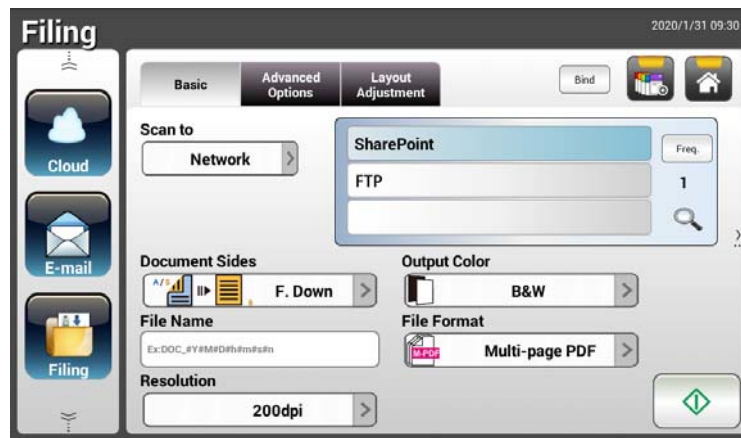 Filing
2020/1/31 09:30
Basic
Advanced
Options
Layout
Adjustment
Bind
Cloud
E-mail
Filing
Scan to
Network
SharePoint
FTP
Freq.
1
Document Sides
A/S
F. Down
Output Color
B&W
File Name
Ex:DOC_#Y#M#D#h#m#s#n
File Format
M-PDF
Multi-page PDF
Resolution
200dpi